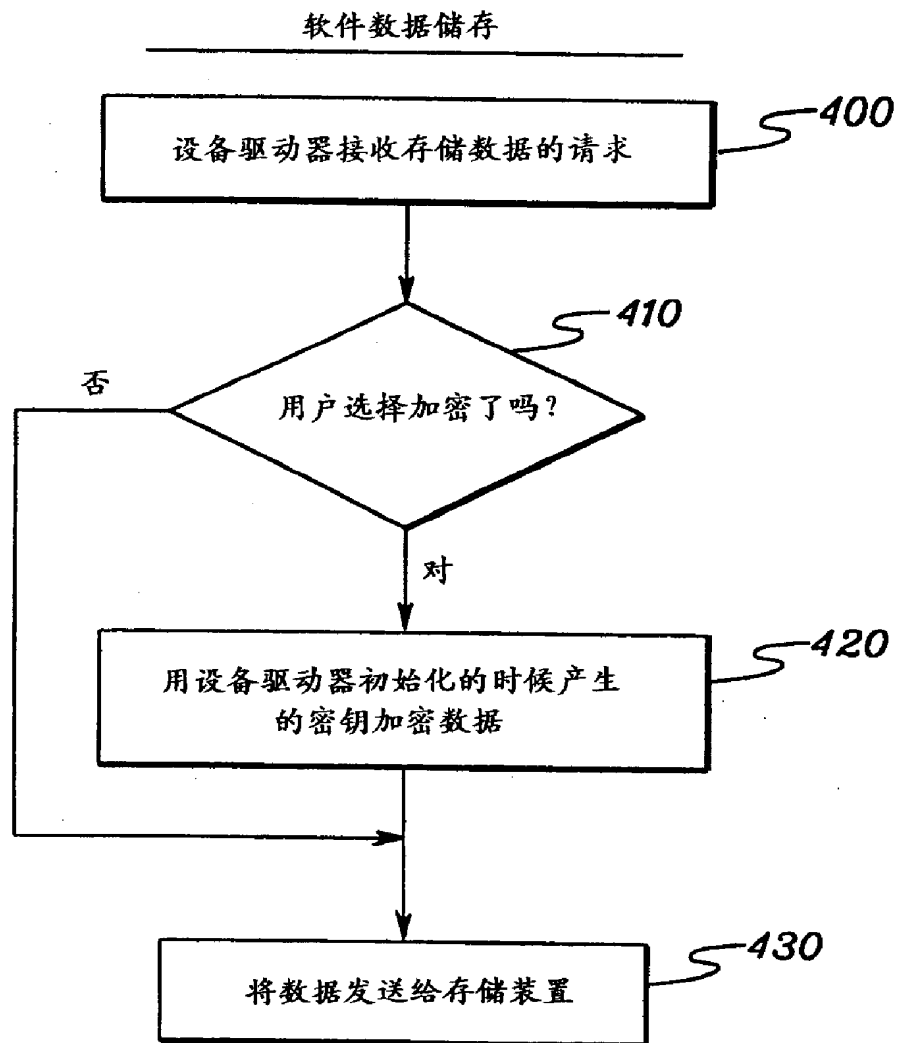 软件数据储存
400
设备驱动器接收存储数据的请求
410
否
用户选择加密了吗?
对
420
用设备驱动器初始化的时候产生
的密钥加密数据
430
将数据发送给存储装置